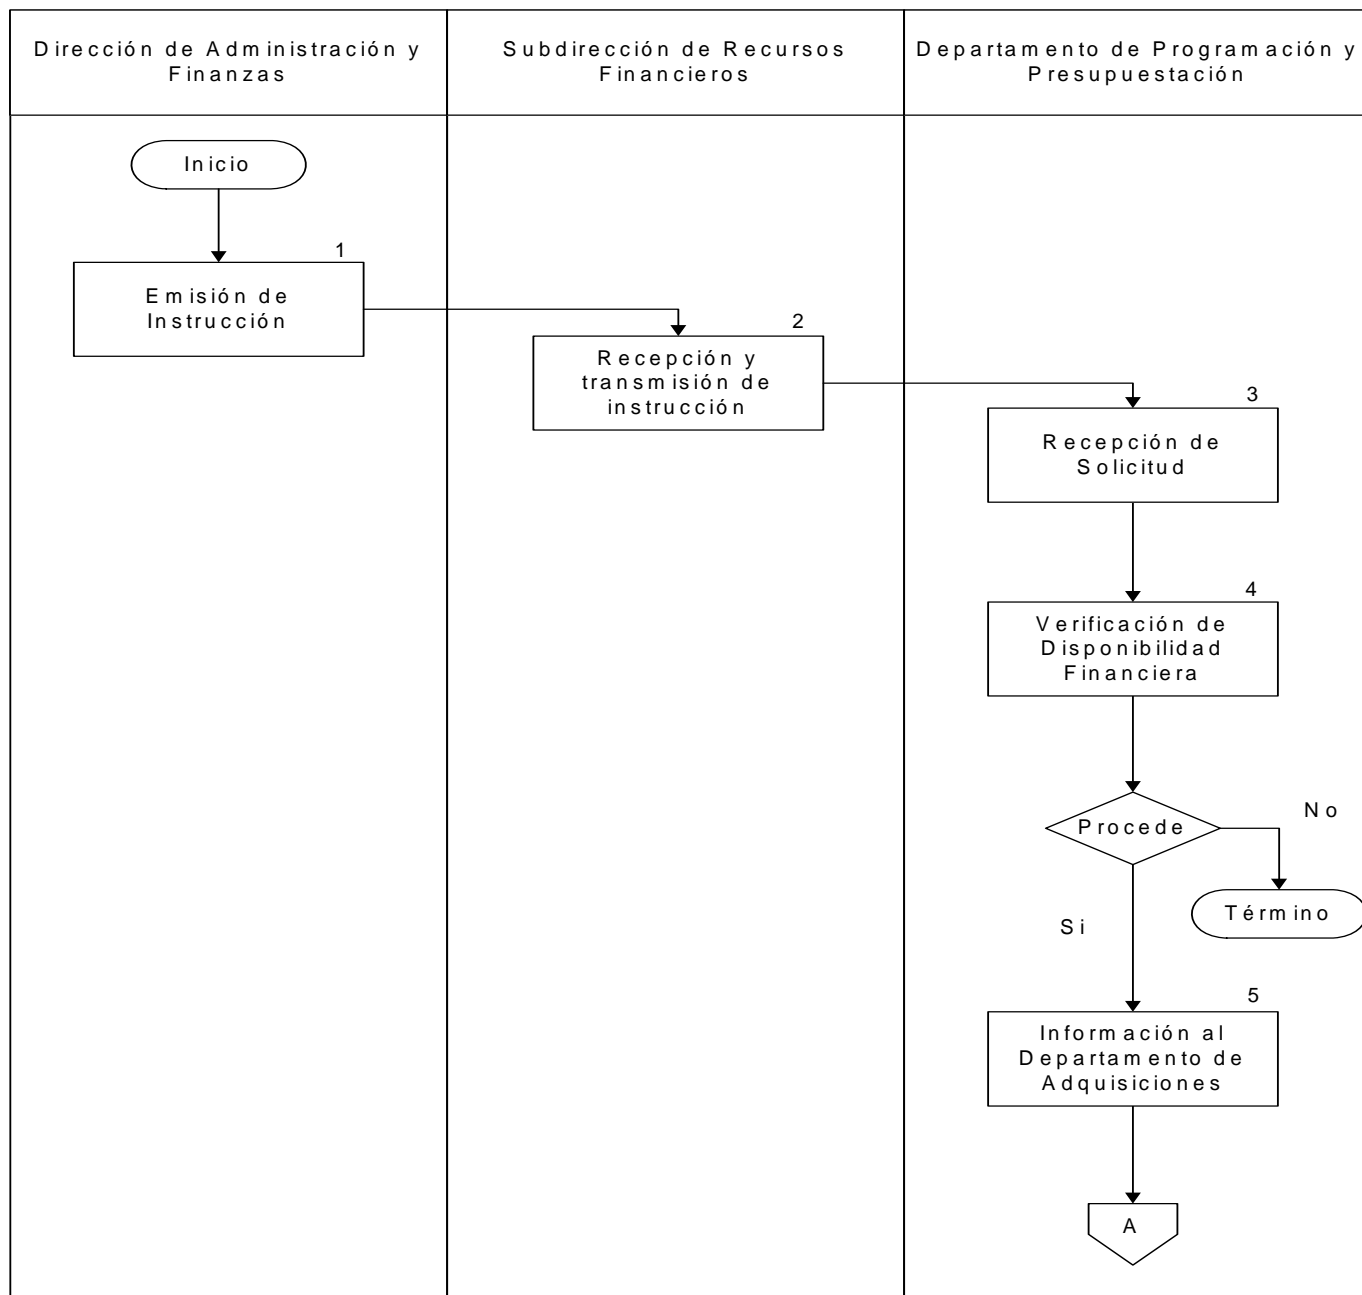 Dirección de Administración y
Finanzas
Subdirección de Recursos
Financieros
Departamento de Programación y
Presupuestación
Inicio
1
Emisión de
Instrucción
2
Recepción y
transmisión de
instrucción
3
Recepción de
Solicitud
4
Verificación de
Disponibilidad
Financiera
Procede
No
Término
Si
5
Información al
Departamento de
Adquisiciones
A